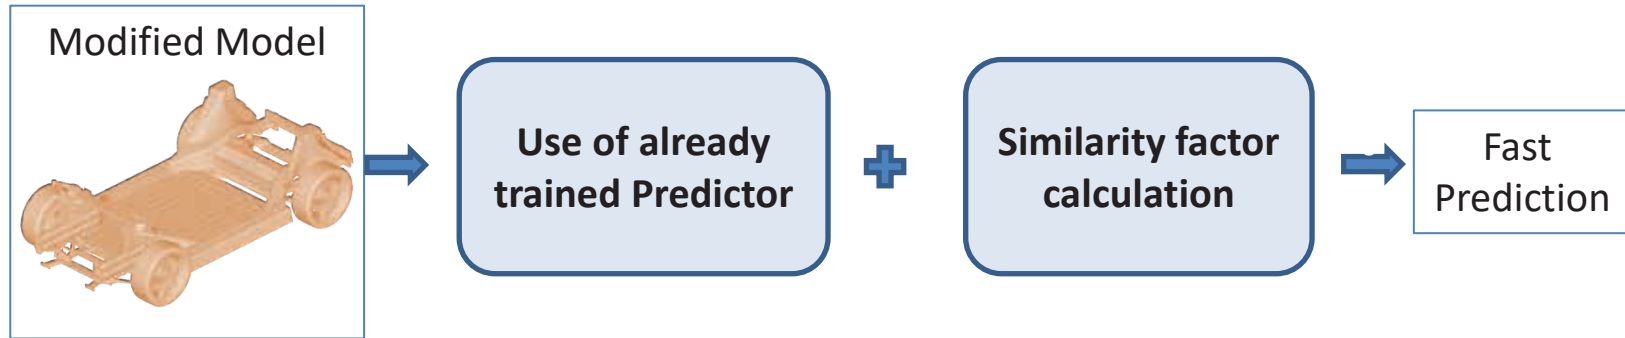 Modified Model
Use of already
trained Predictor
Similarity factor
calculation
Fast
Prediction